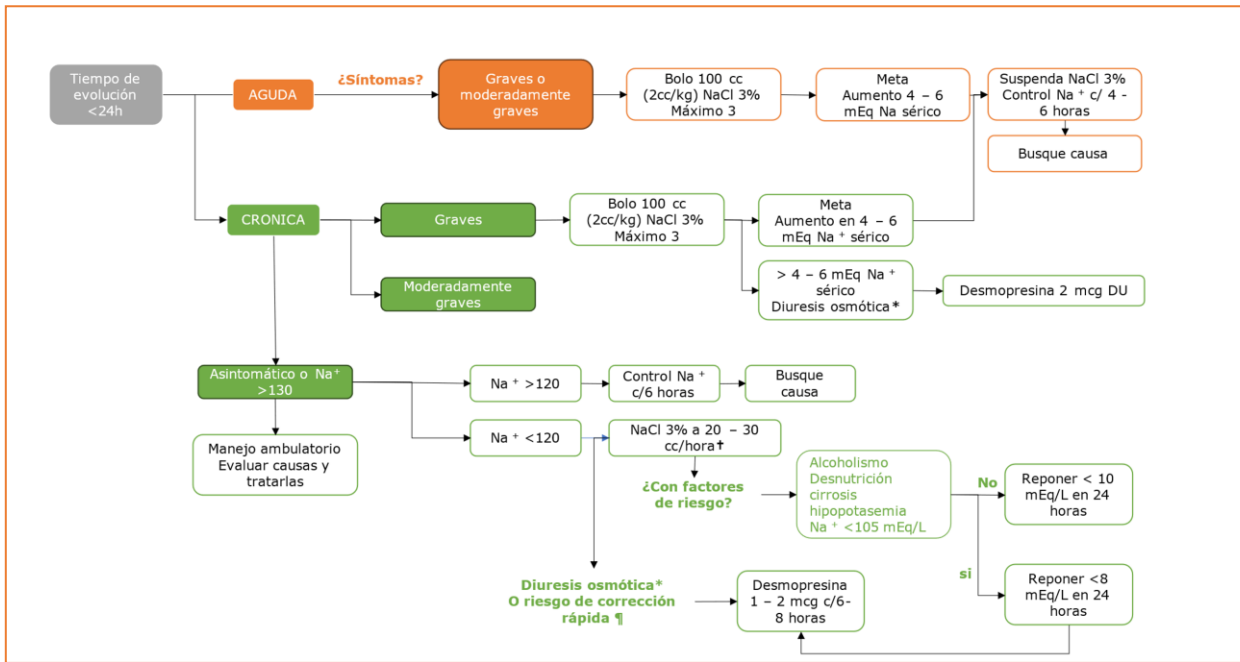 Tiempo de
evolución
<24h
AGUDA
¿Síntomas?
Graves o
moderadamente
graves
Bolo 100 cc
(2cc/kg) NaCl 3%
Máximo 3
Meta
Aumento 4 – 6
mEq Na sérico
Suspenda NaCl 3%
Control Na + c/ 4 -
6 horas
Busque causa
CRONICA
Graves
Bolo 100 cc
(2cc/kg) NaCl 3%
Máximo 3
Meta
Aumento en 4 – 6
mEq Na + sérico
> 4 – 6 mEq Na +
sérico
Diuresis osmótica*
Desmopresina 2 mcg DU
Moderadamente
graves
Asintomático o Na+
>130
Manejo ambulatorio
Evaluar causas y
tratarlas
Na + >120
Control Na +
c/6 horas
Busque
causa
Na + <120
NaCl 3% a 20 – 30
cc/hora✝
¿Con factores
de riesgo?
Alcoholismo
Desnutrición
cirrosis
hipopotasemia
Na + <105 mEq/L
No
Reponer < 10
mEq/L en 24
horas
si
Reponer <8
mEq/L en 24
horas
Diuresis osmótica*
O riesgo de corrección
rápida ¶
Desmopresina
1 – 2 mcg c/6-
8 horas